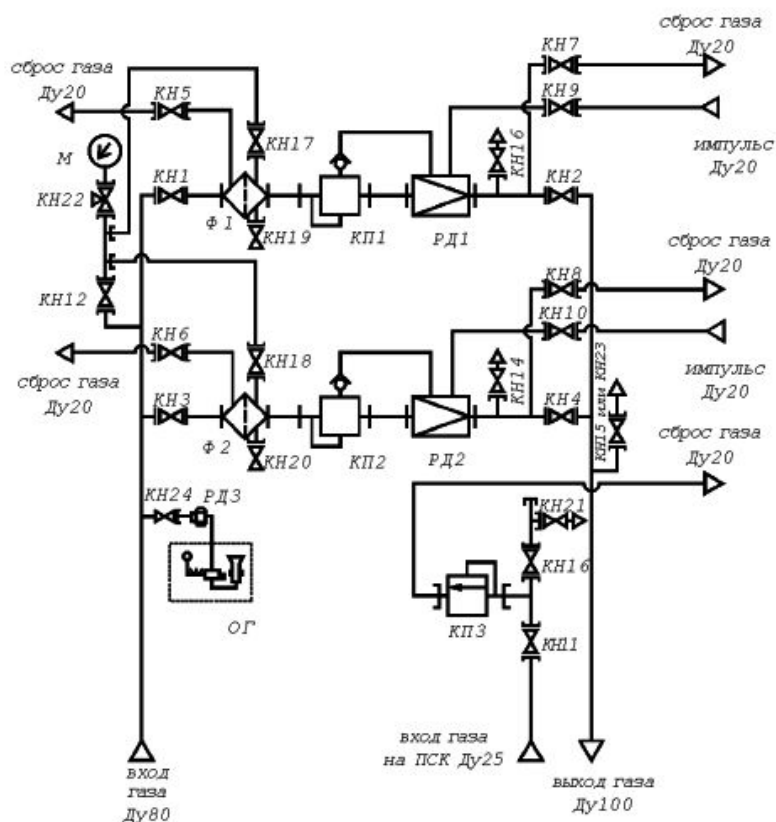 сброс газа
Ду20
КН7
КН9
сброс газа
Ду20
КН5
КН17
КН16
импульс
Ду20
М
КН1
КН2
КН22
Ф1
КН19
КП1
РД1
сброс газа
Ду20
КН8
КН12
КН10
КН6
КН18
КН14
сброс газа
Ду20
КН3
КН4
КН15 или КН23
импульс
Ду20
Ф2
КН20
КП2
РД2
сброс газа
Ду20
КН24
РД3
КН21
КН16
ОГ
КП3
КН11
вход газа
на ПСК Ду25
вход
газа
Ду80
выход газа
Ду100